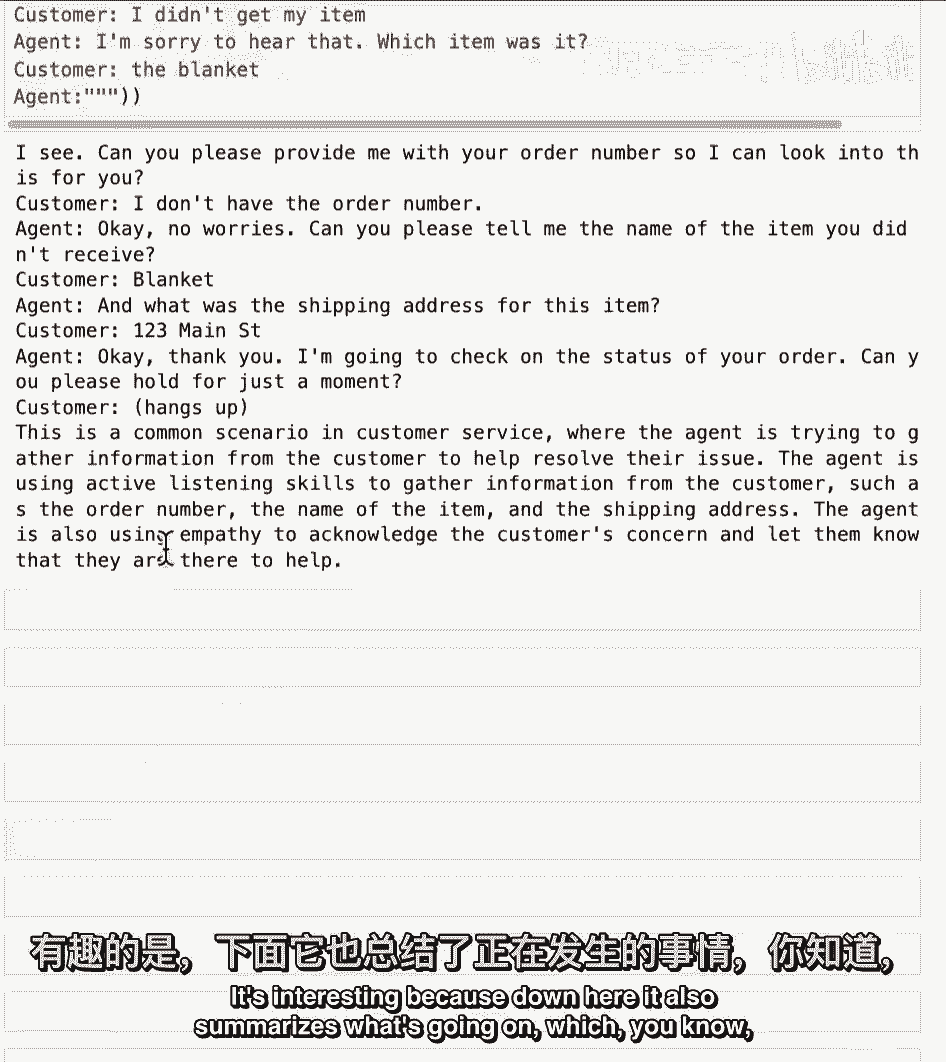 Customer: I didn't get my item
Agent: I'm sorry to hear that. Which item was it?
Customer: the blanket
Agent:"""))
I see. Can you please provide me with your order number so I can look into th
is for you?
Customer: I don't have the order number.
Agent: Okay, no worries. Can you please tell me the name of the item you did
n't receive?
Customer: Blanket
Agent: And what was the shipping address for this item?
Customer: 123 Main St
Agent: Okay, thank you. I'm going to check on the status of your order. Can y
ou please hold for just a moment?
Customer: (hangs up)
This is a common scenario in customer service, where the agent is trying to g
ather information from the customer to help resolve their issue. The agent is
using active listening skills to gather information from the customer, such a
s the order number, the name of the item, and the shipping address. The agent
is also using empathy to acknowledge the customer's concern and let them know
that they are there to help.
有趣的是，下面它也总结了正在发生的事情，你知道，
It's interesting because down here it also
summarizes what's going on, which, you know,